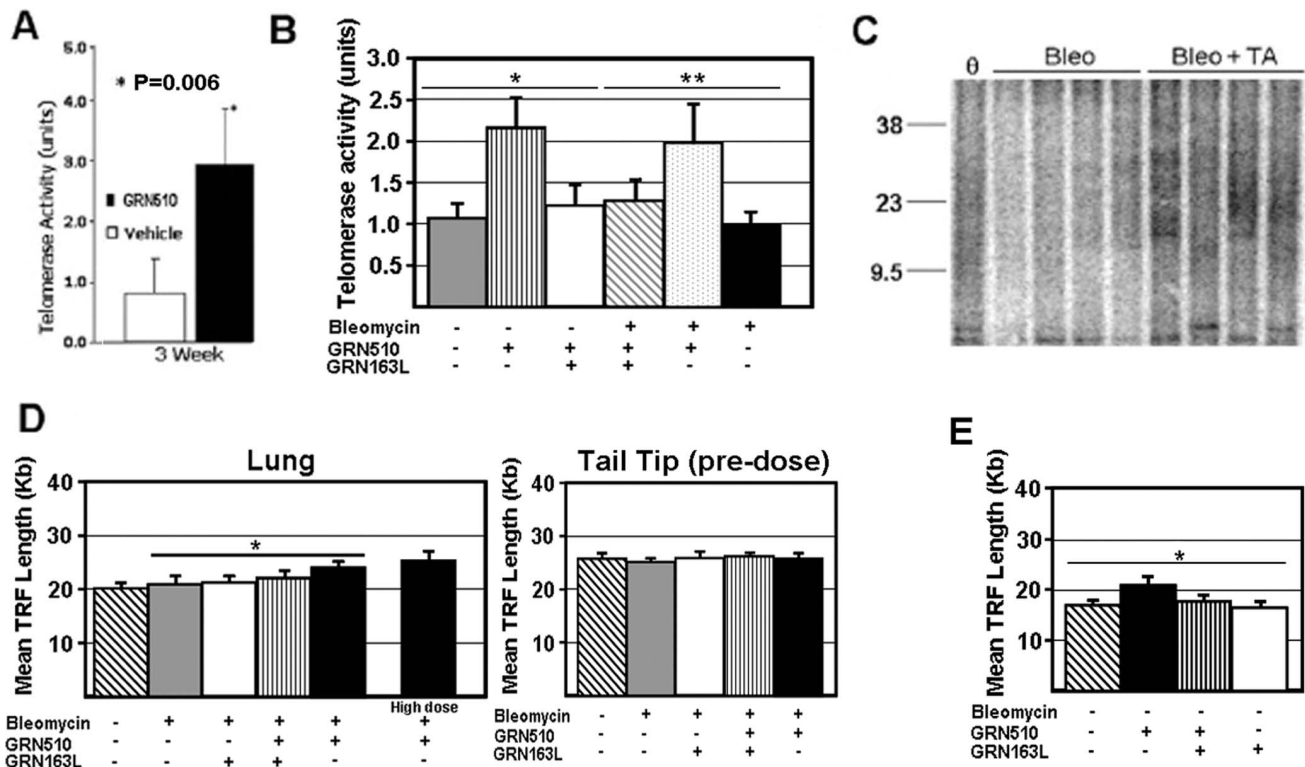 A
Telomerase Activity (units)
5.0
4.0
3.0
2.0
1.0
0.0
* P=0.006
*
GRN510
Vehicle
3 Week
B
Telomerase activity (units)
3.0
2.5
2.0
1.5
1.0
0.5
* **
Bleomycin - - - + + +
GRN510 - + + + + -
GRN163L - - + + - -
C
θ Bleo Bleo + TA
38
23
9.5
D
Lung
Mean TRF Length (Kb)
40
30
20
10
*
High dose
Bleomycin - + + + + +
GRN510 - - - + + +
GRN163L - - + + -
Tail Tip (pre-dose)
Mean TRF Length (Kb)
40
30
20
10
Bleomycin - + + + +
GRN510 - - - + +
GRN163L - - + + -
E
Mean TRF Length (Kb)
40
30
20
10
*
Bleomycin
GRN510 - + + -
GRN163L - - + +